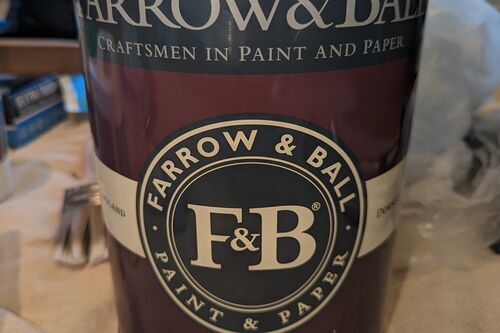 FARROW & BALL
CRAFTSMEN IN PAINT AND PAPER
FARROW & BALL
F&B®
PAINT & PAPER